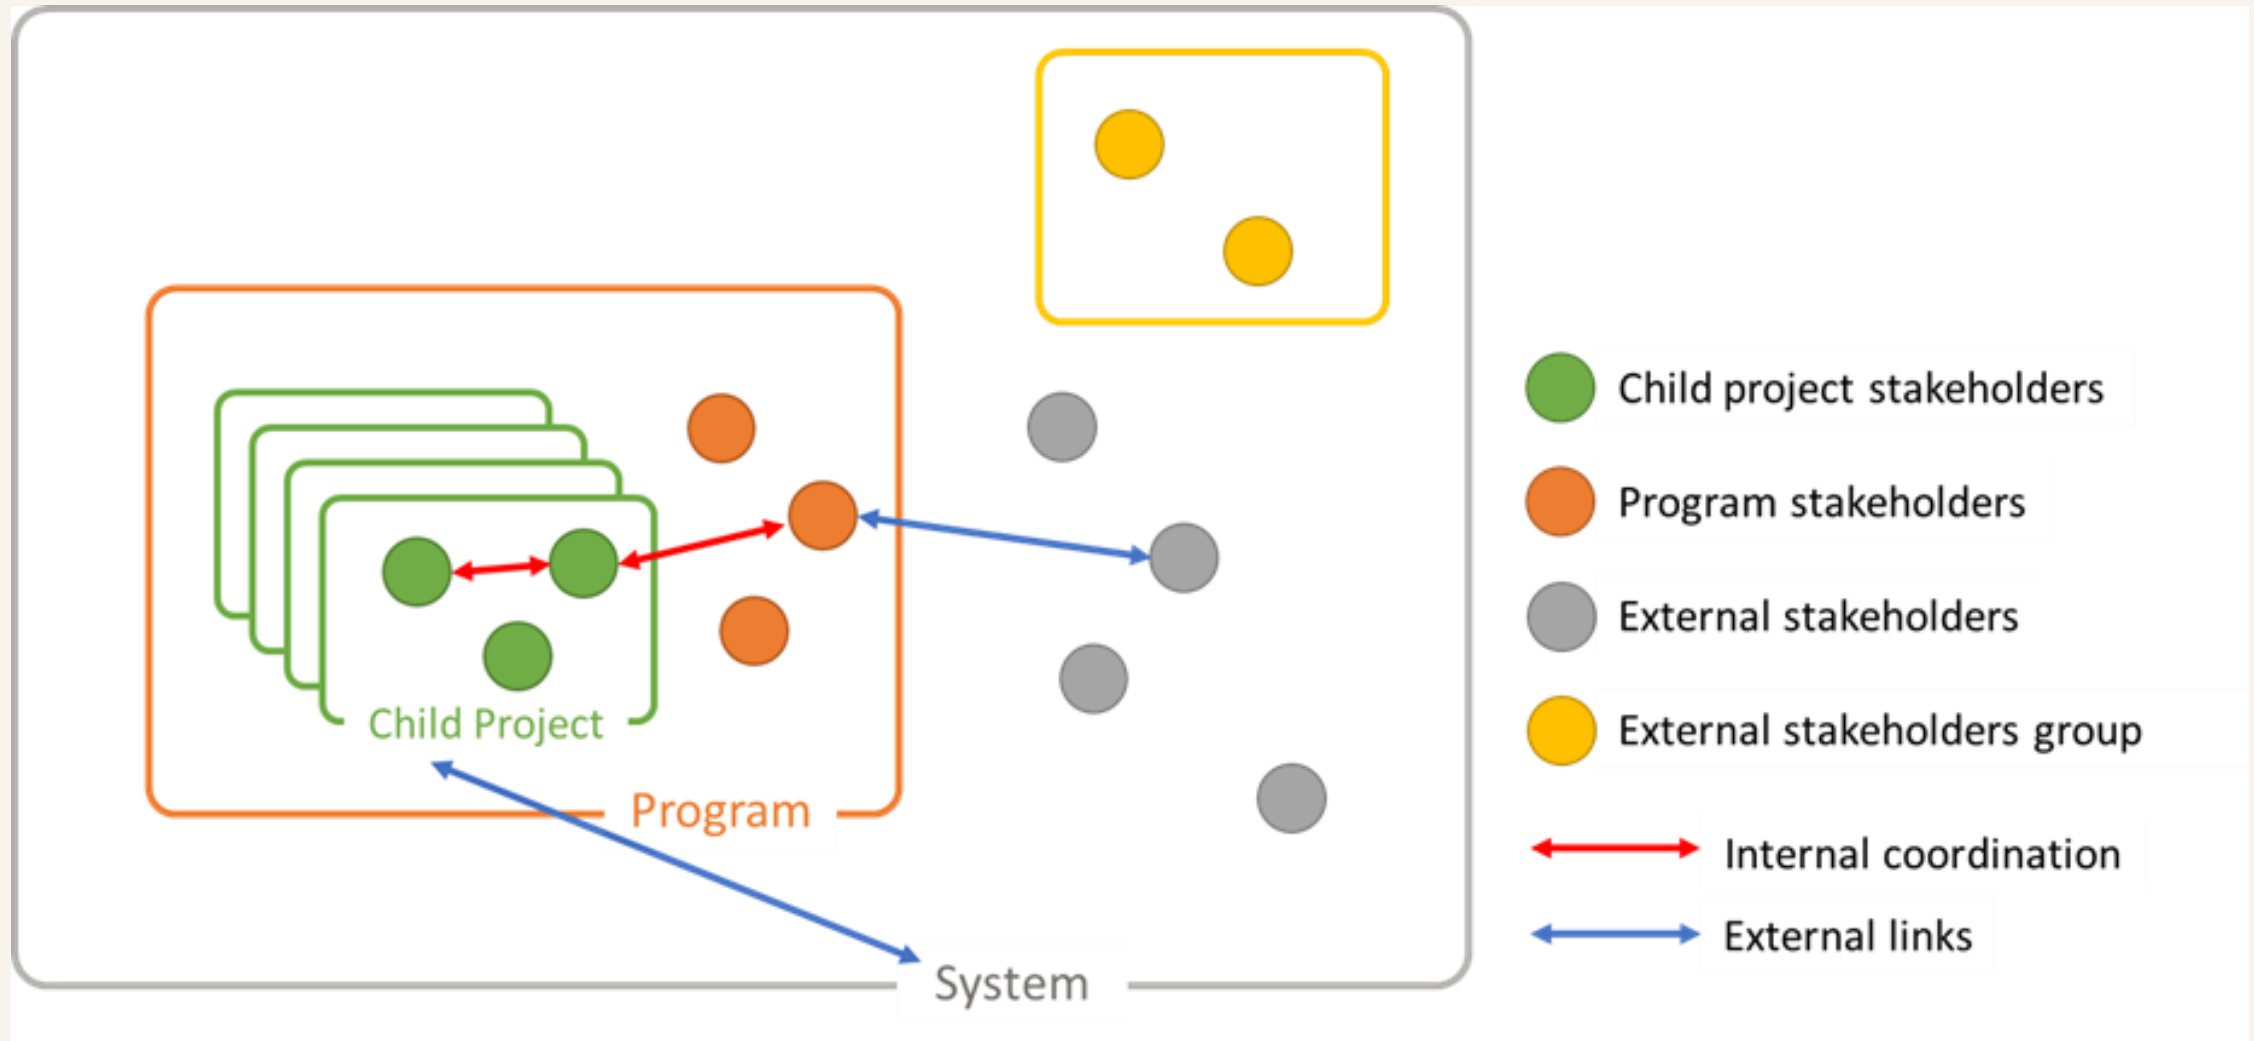 Child Project
Program
System
Child project stakeholders
Program stakeholders
External stakeholders
External stakeholders group
Internal coordination
External links